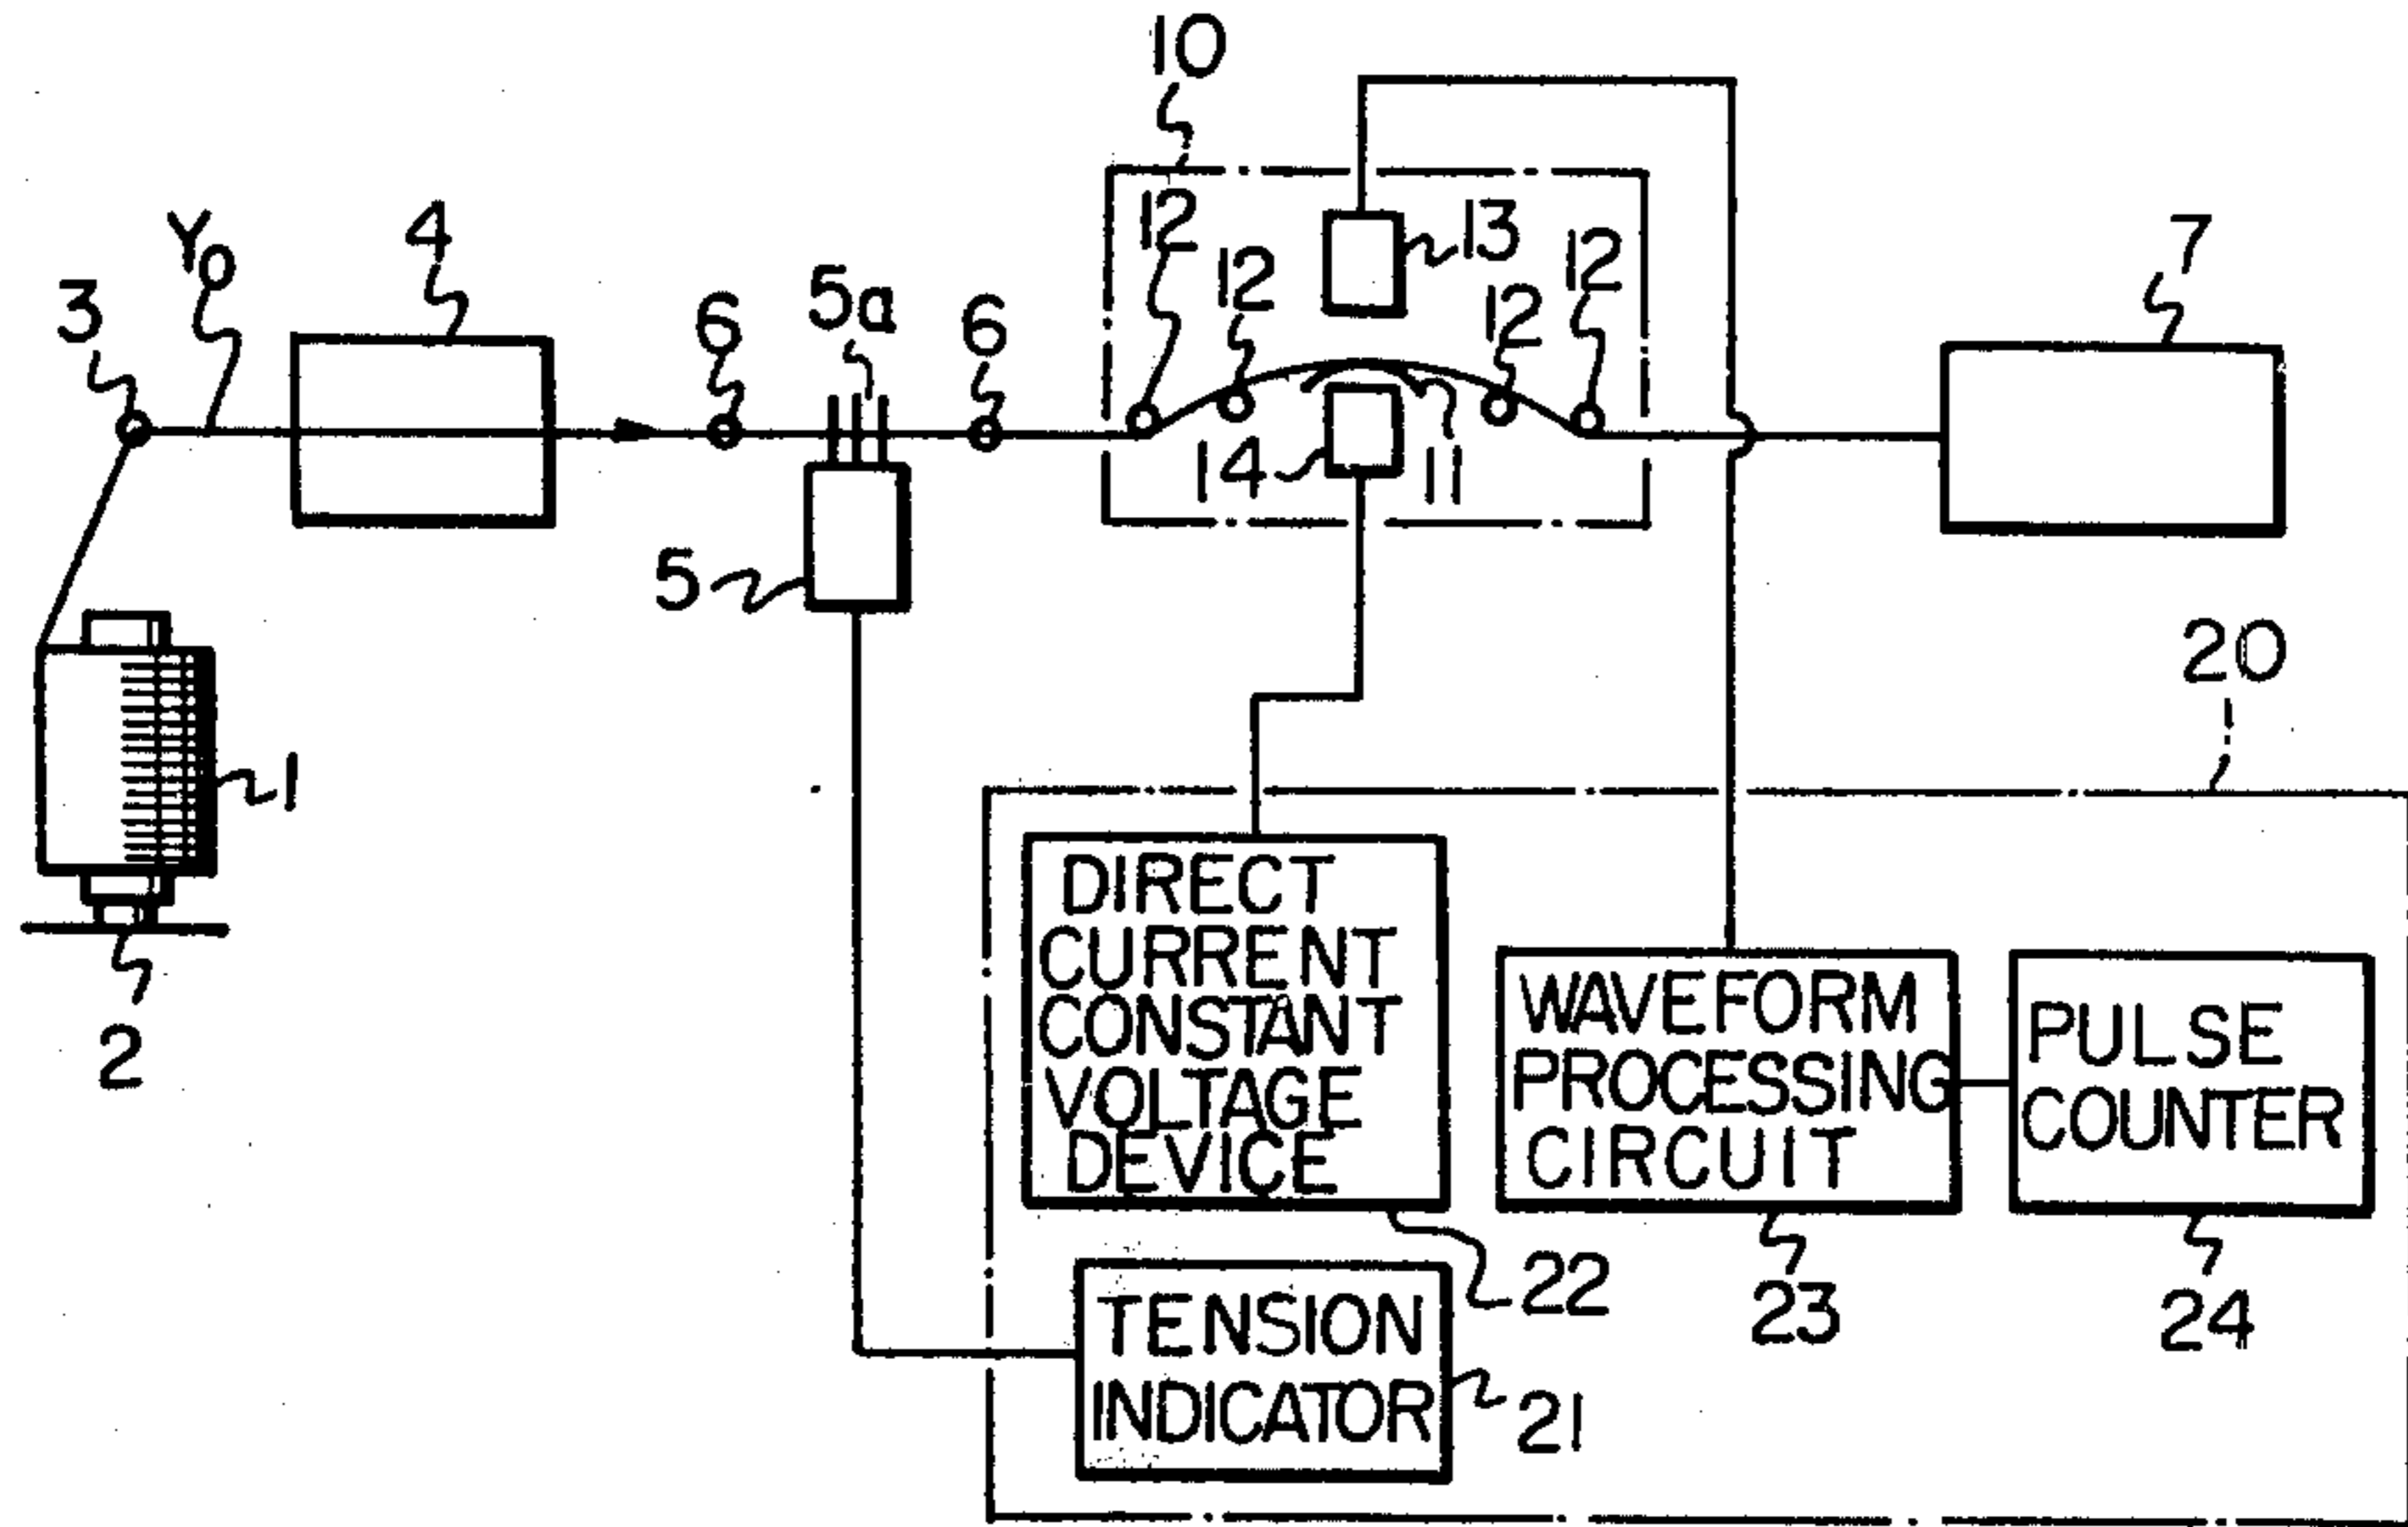 10
12
12
13
12
12
7
Yo
4
3
6
5a
6
14
11
5
20
1
2
DIRECT
CURRENT
CONSTANT
VOLTAGE
DEVICE
WAVEFORM
PROCESSING
CIRCUIT
PULSE
COUNTER
22
23
24
TENSION
INDICATOR
21